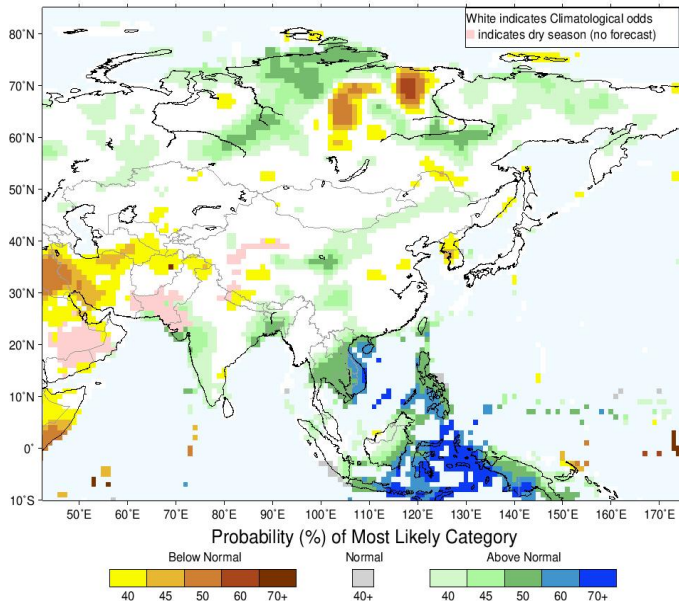 White indicates Climatological odds
indicates dry season (no forecast)
80°N
70°N
60°N
50°N
40°N
30°N
20°N
10°N
0°
10°S
50°E 60°E 70°E 80°E 90°E 100°E 110°E 120°E 130°E 140°E 150°E 160°E 170°E
Probability (%) of Most Likely Category
Below Normal Normal Above Normal
40 45 50 60 70+ 40+ 40 45 50 60 70+